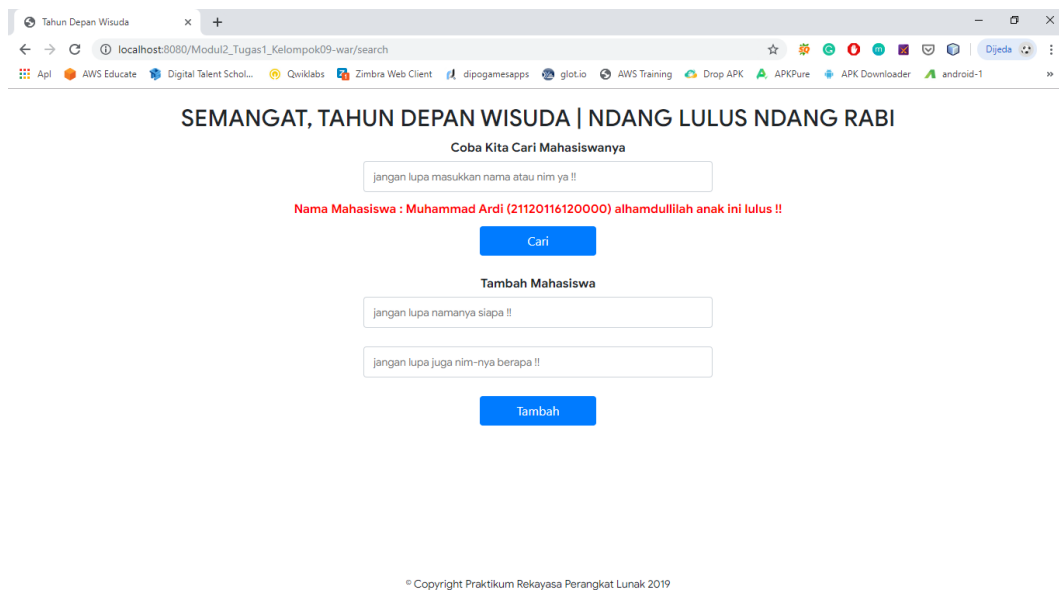 Tahun Depan Wisuda
localhost:8080/Modul2_Tugas1_Kelompok09-war/search
Dijeda
Apl AWS Educate Digital Talent Schol... Qwiklabs Zimbra Web Client dipogamesapps glot.io AWS Training Drop APK APKPure APK Downloader android-1 »
SEMANGAT, TAHUN DEPAN WISUDA | NDANG LULUS NDANG RABI
Coba Kita Cari Mahasiswanya
jangan lupa masukkan nama atau nim ya !!
Nama Mahasiswa : Muhammad Ardi (21120116120000) alhamdullilah anak ini lulus !!
Cari
Tambah Mahasiswa
jangan lupa namanya siapa !!
jangan lupa juga nim-nya berapa !!
Tambah
© Copyright Praktikum Rekayasa Perangkat Lunak 2019